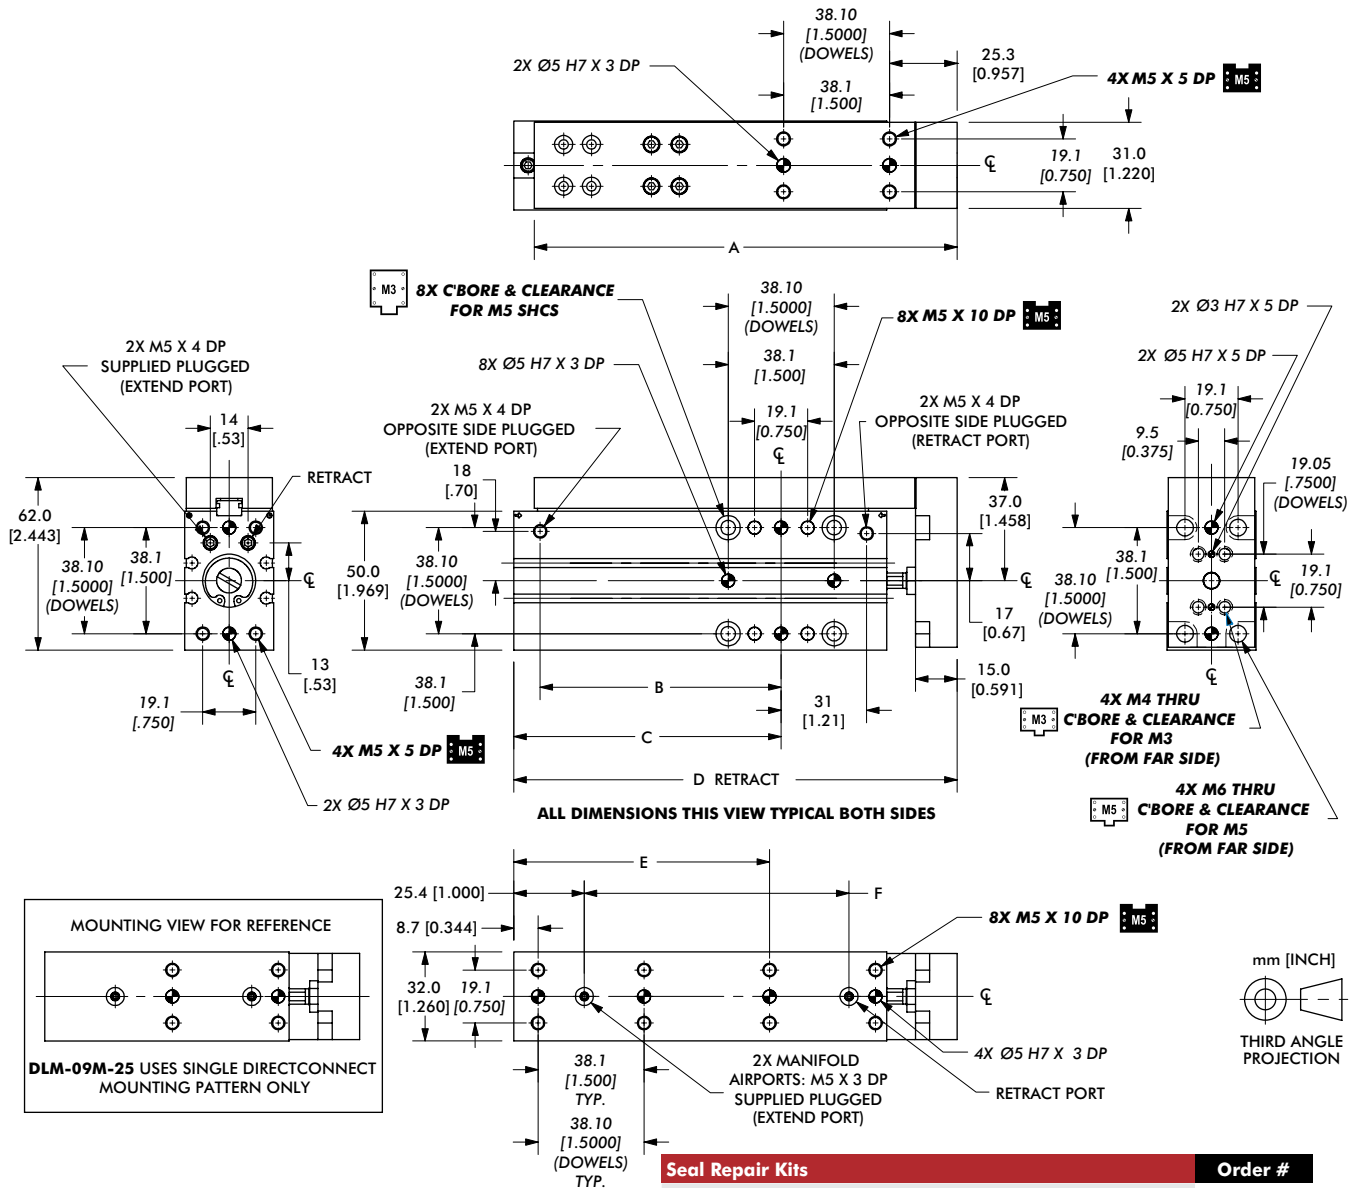 38.10
[1.5000]
(DOWELS)
25.3
[0.957]
2X Ø5 H7 X 3 DP
38.1
[1.500]
4X M5 X 5 DP
M5
19.1
[0.750]
31.0
[1.220]
℄
A
M3
8X C'BORE & CLEARANCE
FOR M5 SHCS
38.10
[1.5000]
(DOWELS)
8X M5 X 10 DP
M5
2X Ø3 H7 X 5 DP
2X M5 X 4 DP
SUPPLIED PLUGGED
(EXTEND PORT)
8X Ø5 H7 X 3 DP
38.1
[1.500]
2X Ø5 H7 X 5 DP
14
[.53]
2X M5 X 4 DP
OPPOSITE SIDE PLUGGED
(EXTEND PORT)
19.1
[0.750]
℄
2X M5 X 4 DP
OPPOSITE SIDE PLUGGED
(RETRACT PORT)
19.1
[0.750]
9.5
[0.375]
19.05
[.7500]
(DOWELS)
RETRACT
18
[.70]
37.0
[1.458]
62.0
[2.443]
38.10
[1.5000]
(DOWELS)
38.1
[1.500]
℄
50.0
[1.969]
38.10
[1.5000]
(DOWELS)
℄
38.1
[1.500]
38.10
[1.5000]
(DOWELS)
℄
19.1
[0.750]
17
[0.67]
13
[.53]
℄
19.1
[.750]
38.1
[1.500]
B
31
[1.21]
15.0
[0.591]
℄
C
M3
4X M4 THRU
C'BORE & CLEARANCE
FOR M3
(FROM FAR SIDE)
4X M5 X 5 DP
M5
2X Ø5 H7 X 3 DP
D RETRACT
ALL DIMENSIONS THIS VIEW TYPICAL BOTH SIDES
M5
4X M6 THRU
C'BORE & CLEARANCE
FOR M5
(FROM FAR SIDE)
E
25.4 [1.000]
F
8.7 [0.344]
8X M5 X 10 DP
M5
MOUNTING VIEW FOR REFERENCE
℄
DLM-09M-25 USES SINGLE DIRECTCONNECT
MOUNTING PATTERN ONLY
32.0
[1.260]
19.1
[0.750]
℄
mm [INCH]
THIRD ANGLE
PROJECTION
38.1
[1.500]
TYP.
38.10
[1.5000]
(DOWELS)
TYP.
2X MANIFOLD
AIRPORTS: M5 X 3 DP
SUPPLIED PLUGGED
(EXTEND PORT)
4X Ø5 H7 X 3 DP
RETRACT PORT
Seal Repair Kits
Order #